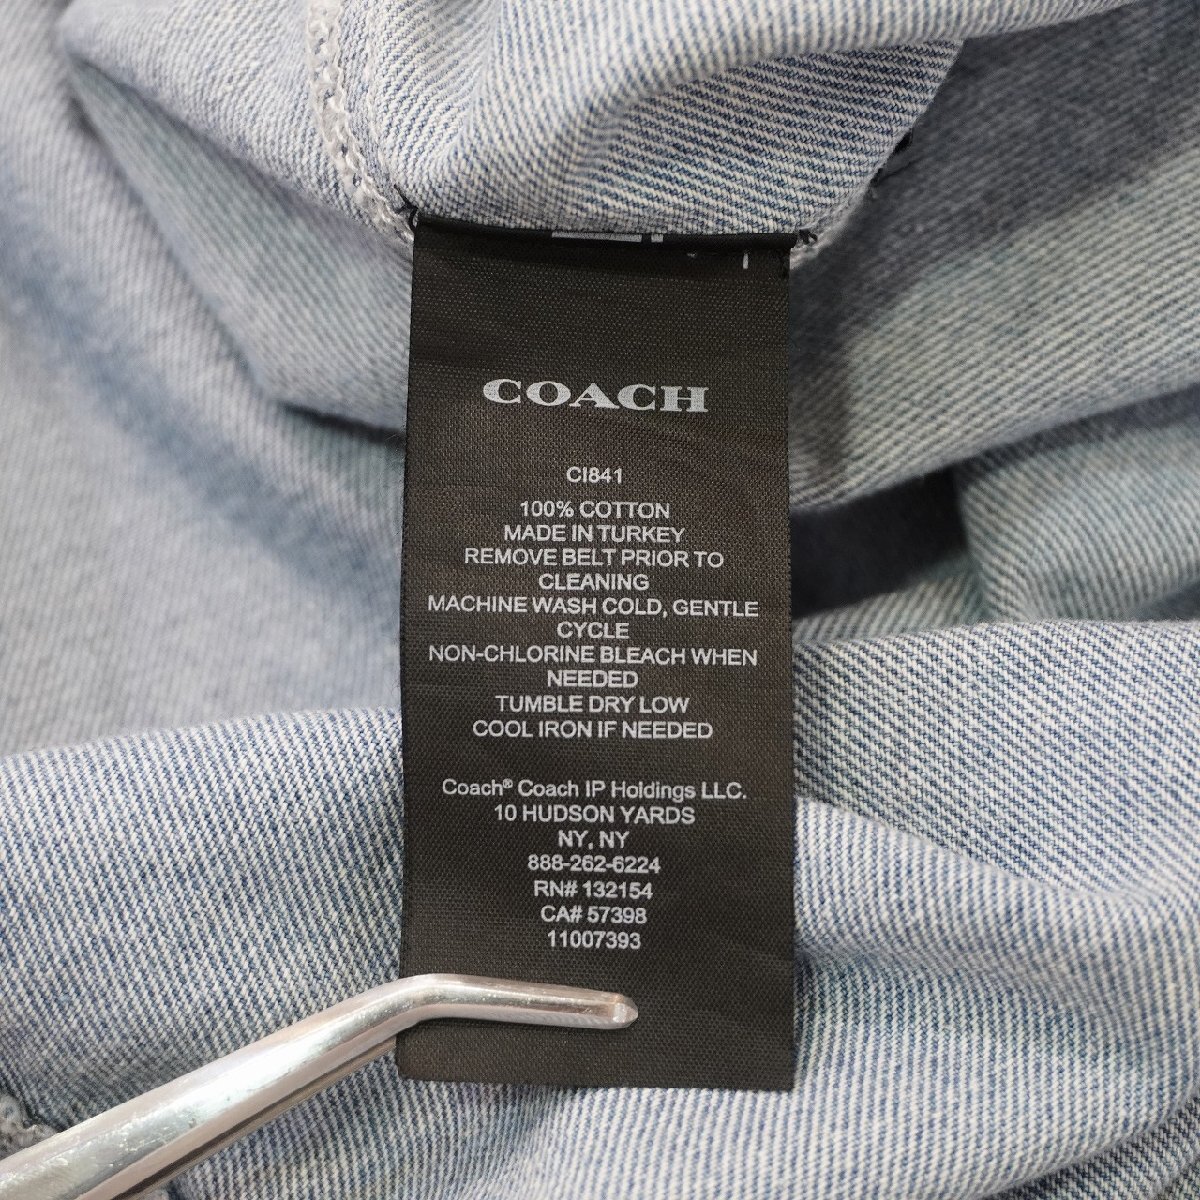 COACH
CI841
100% COTTON
MADE IN TURKEY
REMOVE BELT PRIOR TO
CLEANING
MACHINE WASH COLD, GENTLE
CYCLE
NON-CHLORINE BLEACH WHEN
NEEDED
TUMBLE DRY LOW
COOL IRON IF NEEDED
Coach® Coach IP Holdings LLC.
10 HUDSON YARDS
NY, NY
888-262-6224
RN# 132154
CA# 57398
11007393